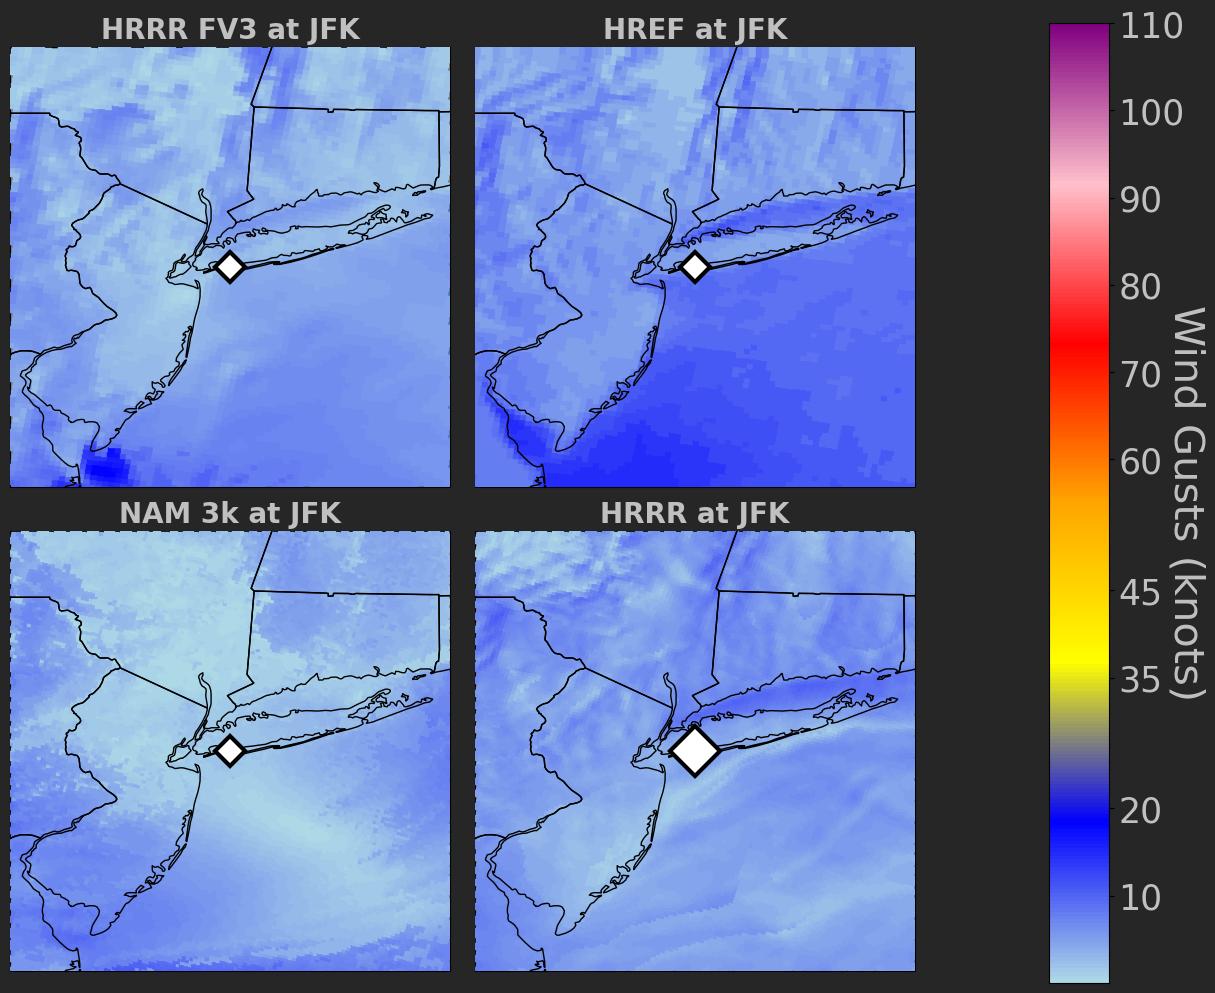 HRRR FV3 at JFK
HREF at JFK
NAM 3k at JFK
HRRR at JFK
110
100
90
80
70
60
45
35
20
10
Wind Gusts (knots)